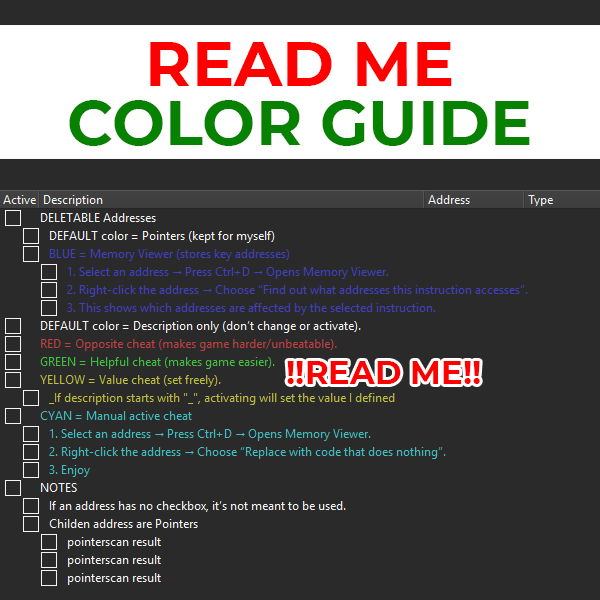 READ ME
COLOR GUIDE
Active Description Address Type
DELETABLE Addresses
DEFAULT color = Pointers (kept for myself)
BLUE = Memory Viewer (stores key addresses)
1. Select an address → Press Ctrl+D → Opens Memory Viewer.
2. Right-click the address → Choose “Find out what addresses this instruction accesses”.
3. This shows which addresses are affected by the selected instruction.
DEFAULT color = Description only (don’t change or activate).
RED = Opposite cheat (makes game harder/unbeatable).
GREEN = Helpful cheat (makes game easier).
!!READ ME!!
YELLOW = Value cheat (set freely).
_If description starts with "_", activating will set the value I defined
CYAN = Manual active cheat
1. Select an address → Press Ctrl+D → Opens Memory Viewer.
2. Right-click the address → Choose “Replace with code that does nothing”.
3. Enjoy
NOTES
If an address has no checkbox, it’s not meant to be used.
Childen address are Pointers
pointerscan result
pointerscan result
pointerscan result